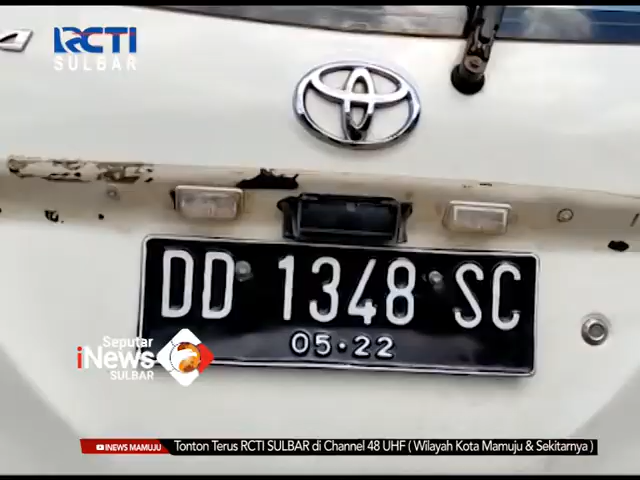 RCTI
SULBAR
DD 1348 SC
05·22
Seputar
iNews
SULBAR
INEWS MAMUJU
Tonton Terus RCTI SULBAR di Channel 48 UHF ( Wilayah Kota Mamuju & Sekitarnya )